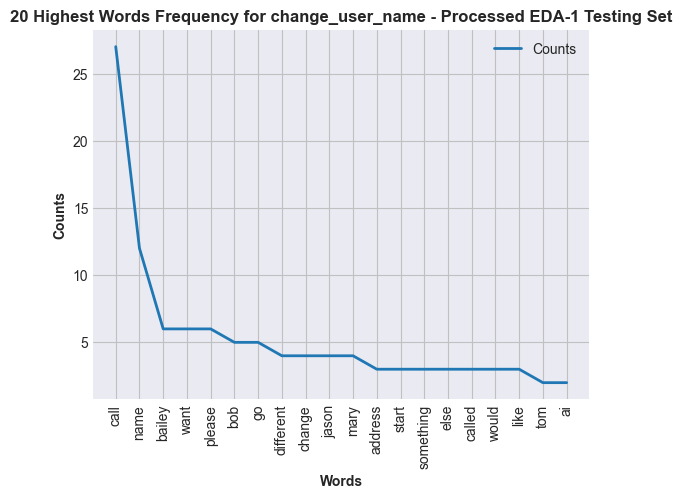 20 Highest Words Frequency for change_user_name - Processed EDA-1 Testing Set
Counts
25
20
15
10
5
Counts
call
name
bailey
want
please
bob
go
different
change
jason
mary
address
start
something
else
called
would
like
tom
ai
Words